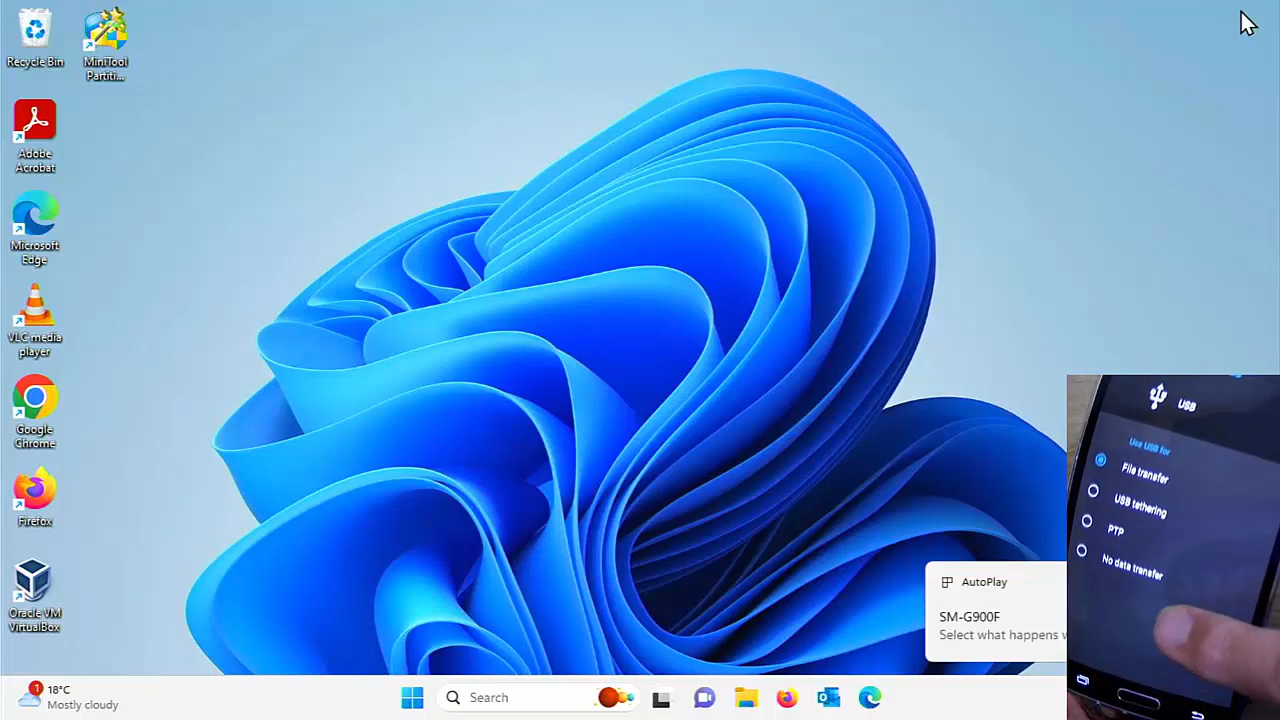 Recycle Bin
MiniTool
Partiti...
Adobe
Acrobat
Microsoft
Edge
VLC media
player
Google
Chrome
Firefox
Oracle VM
VirtualBox
AutoPlay
SM-G900F
Select what happens w
USB
Use USB for
File transfer
USB tethering
PTP
No data transfer
1
18°C
Mostly cloudy
Search